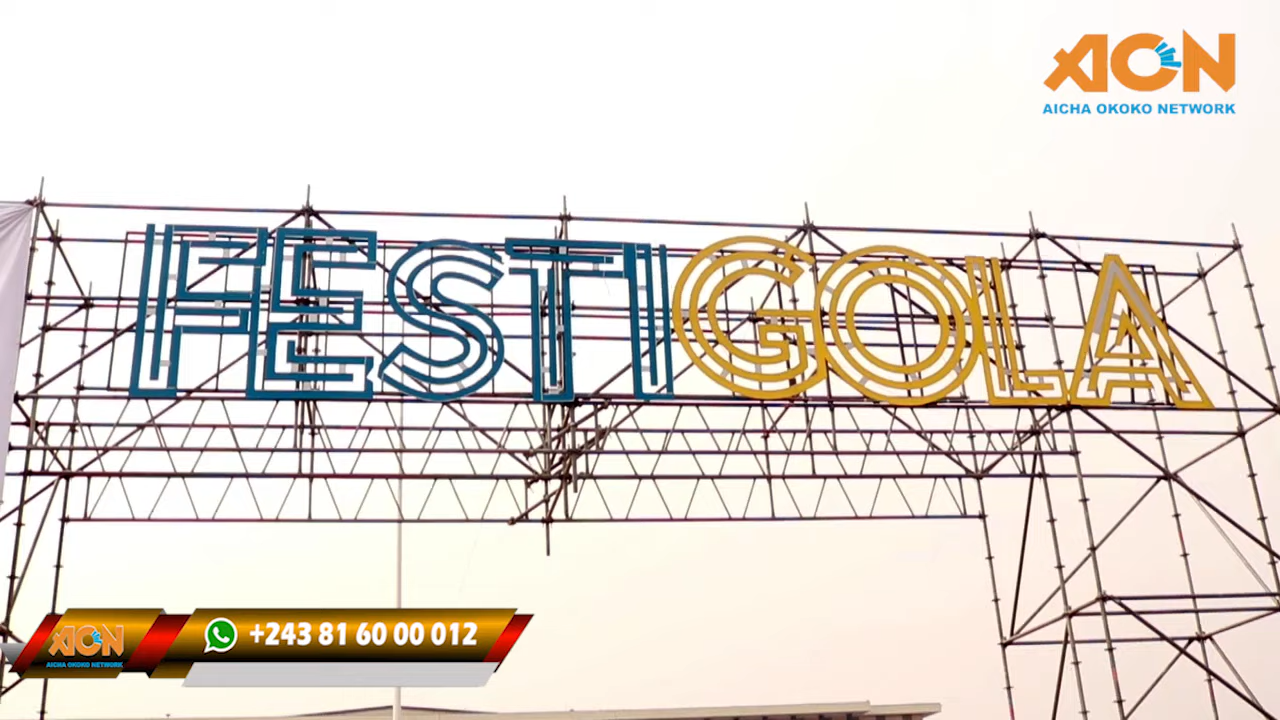 AICN
AICHA OKOKO NETWORK
FESTIGOLA
AICN
AICHA OKOKO NETWORK
+243 81 60 00 012